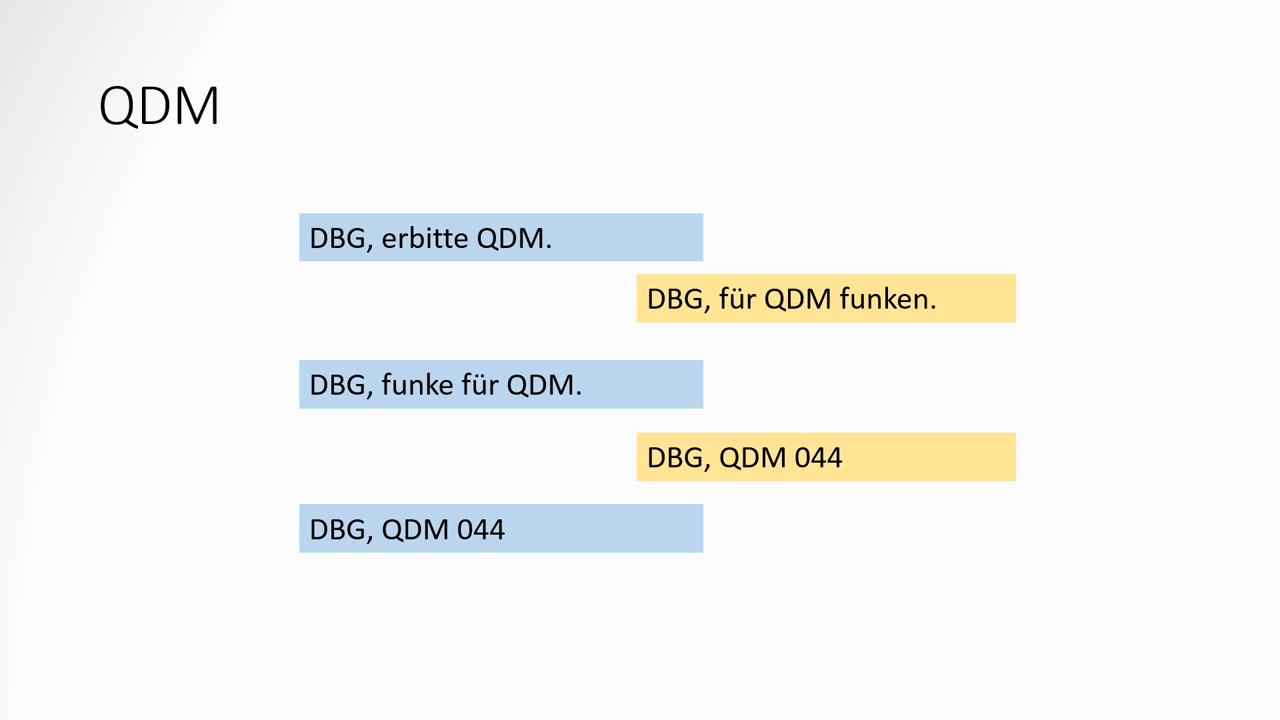 QDM
DBG, erbitte QDM.
DBG, für QDM funken.
DBG, funke für QDM.
DBG, QDM 044
DBG, QDM 044